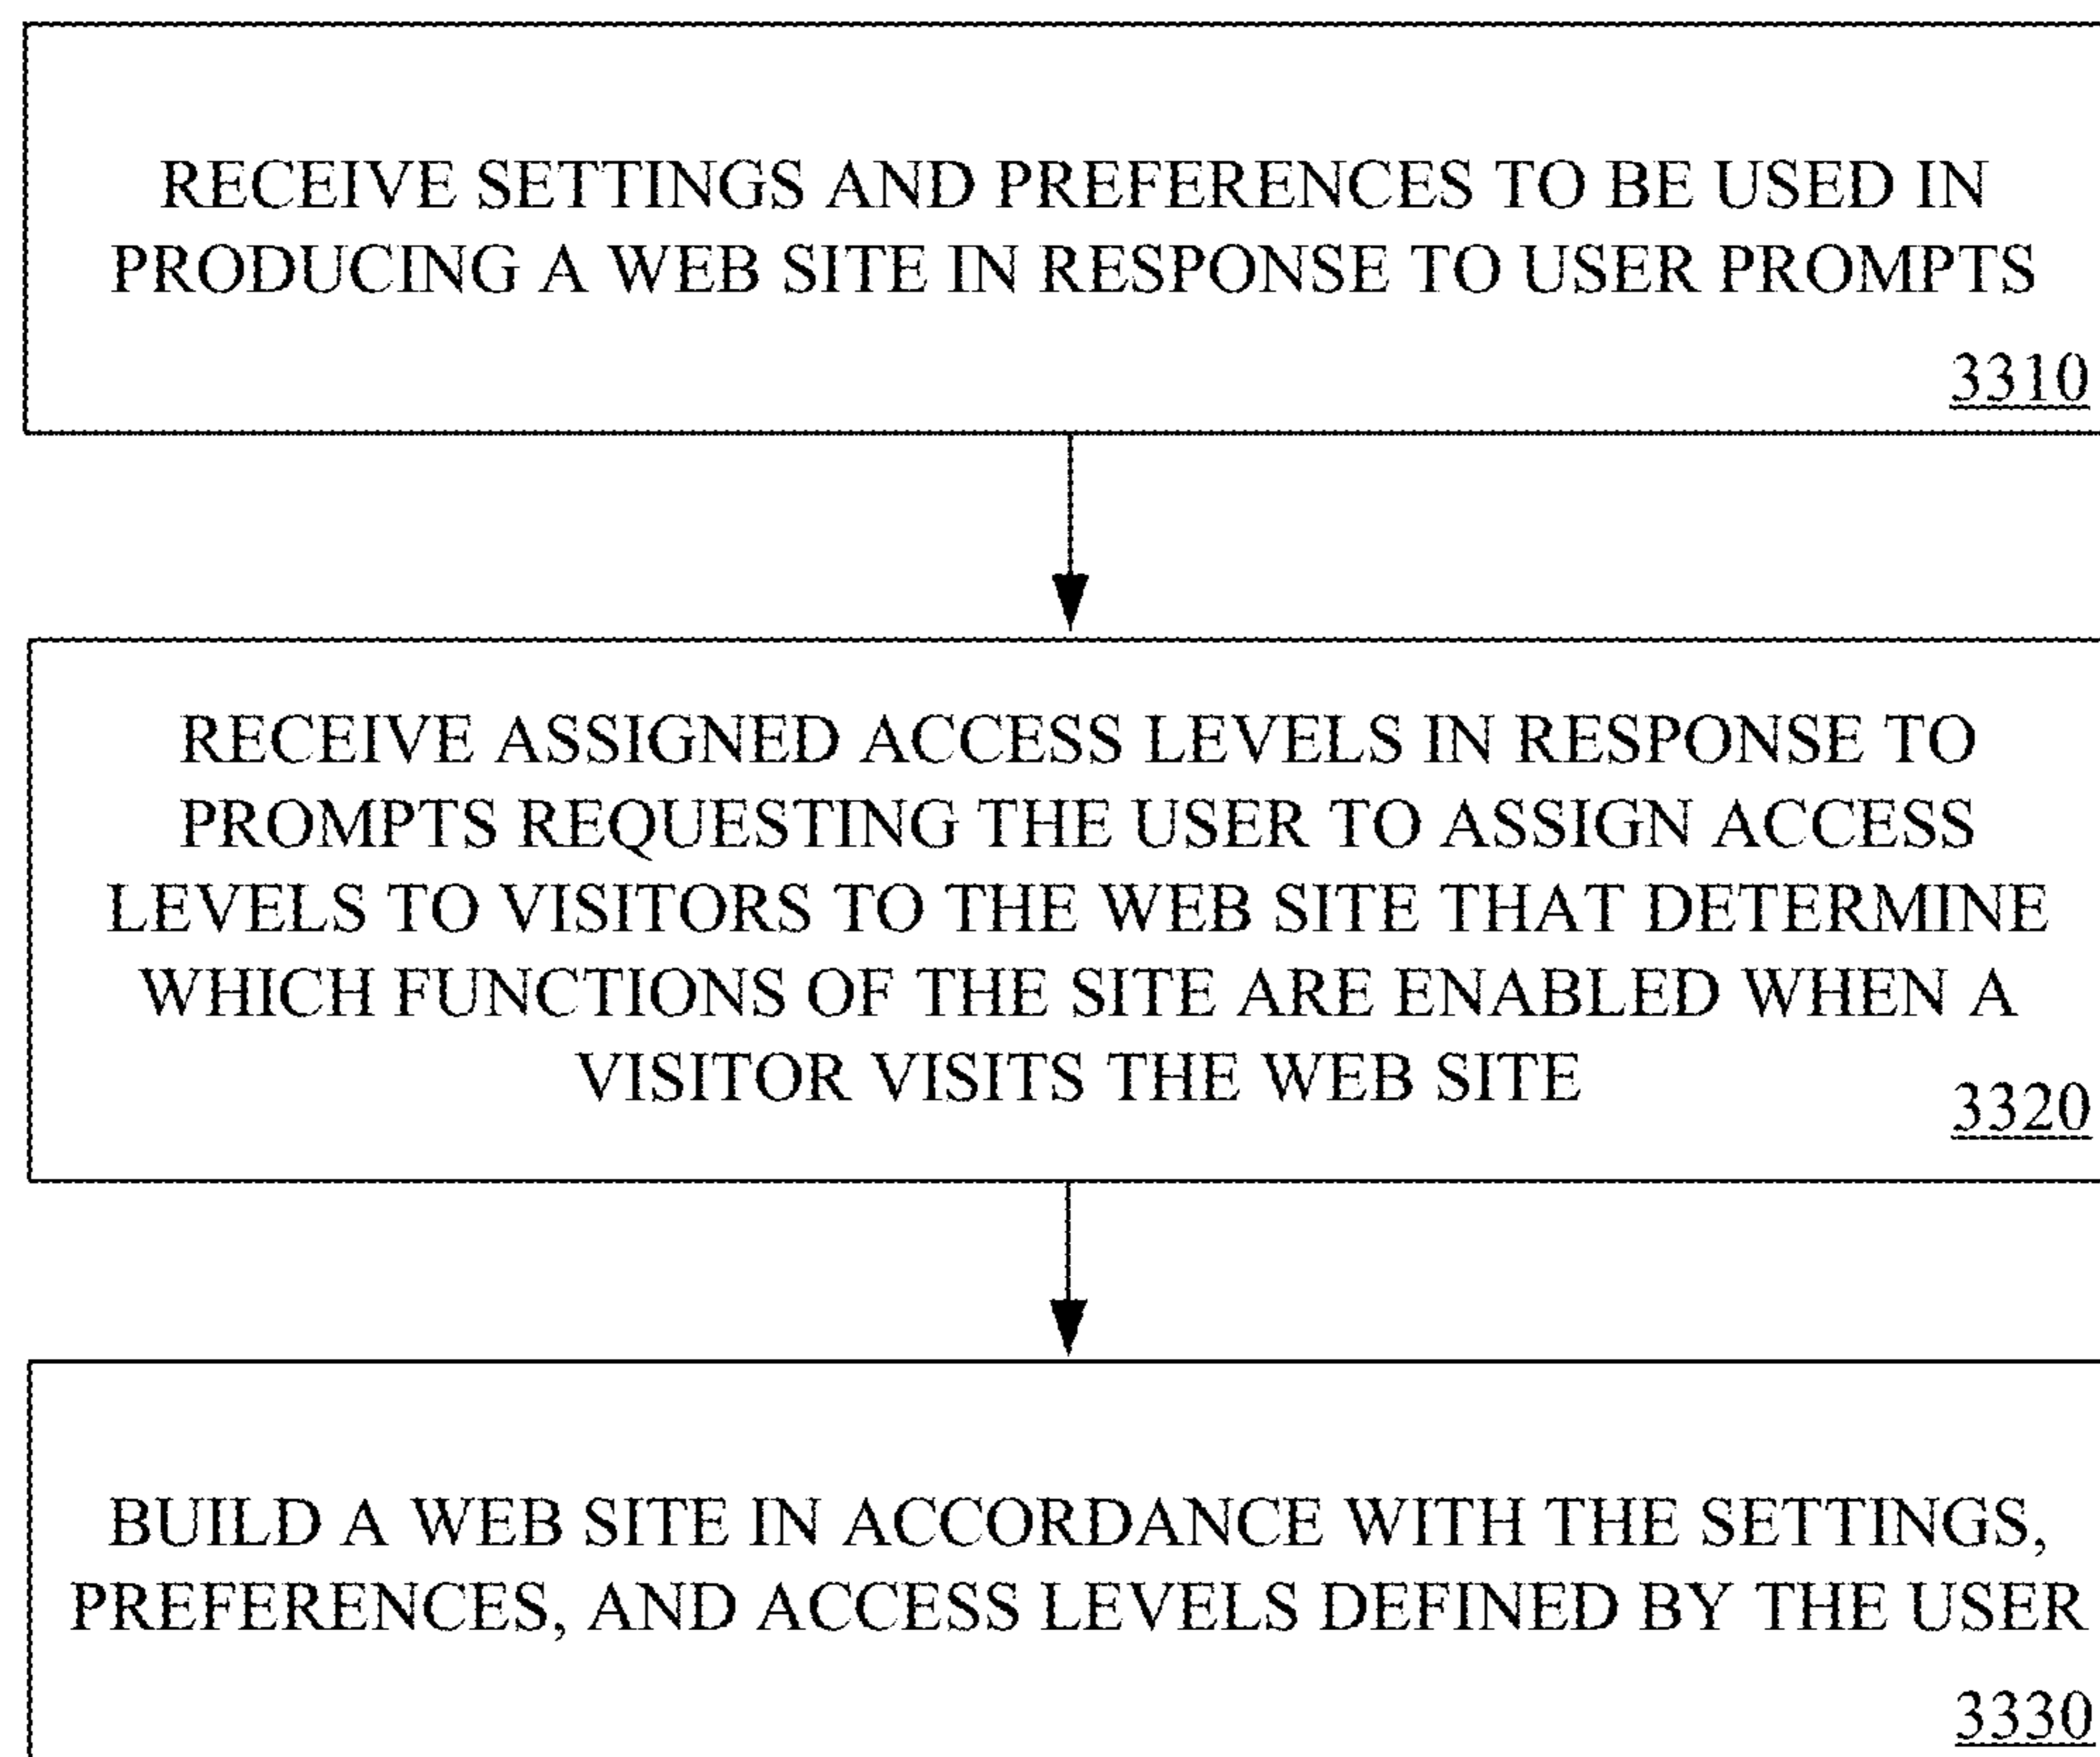 RECEIVE SETTINGS AND PREFERENCES TO BE USED IN
PRODUCING A WEB SITE IN RESPONSE TO USER PROMPTS
3310
RECEIVE ASSIGNED ACCESS LEVELS IN RESPONSE TO
PROMPTS REQUESTING THE USER TO ASSIGN ACCESS
LEVELS TO VISITORS TO THE WEB SITE THAT DETERMINE
WHICH FUNCTIONS OF THE SITE ARE ENABLED WHEN A
VISITOR VISITS THE WEB SITE
3320
BUILD A WEB SITE IN ACCORDANCE WITH THE SETTINGS,
PREFERENCES, AND ACCESS LEVELS DEFINED BY THE USER
3330